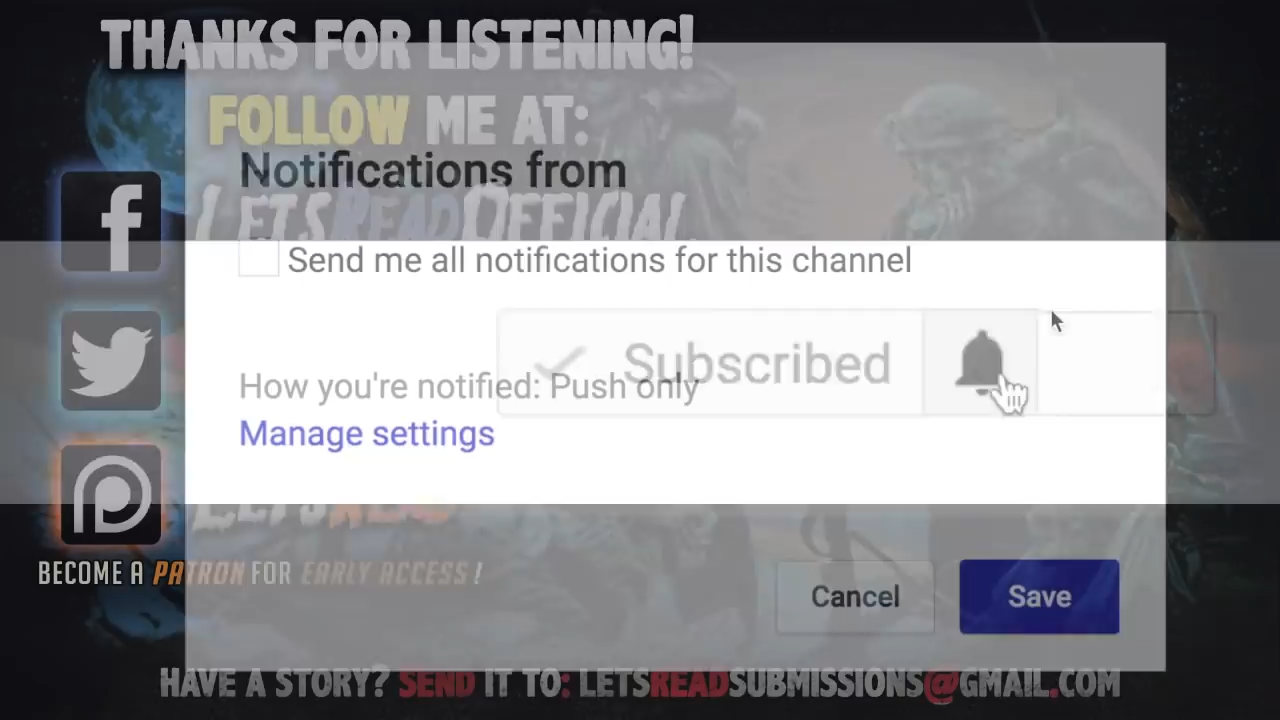 THANKS FOR LISTENING!
FOLLOW ME AT:
Notifications from
LETSREADOFFICIAL
Send me all notifications for this channel
Subscribed
How you're notified: Push only
Manage settings
BECOME A PATRON FOR EARLY ACCESS!
Cancel
Save
HAVE A STORY? SEND IT TO: LETSREADSUBMISSIONS@GMAIL.COM